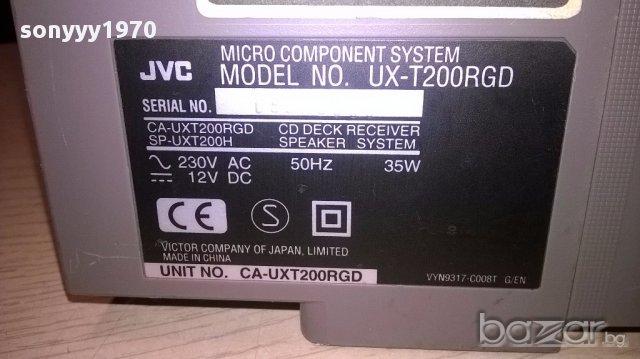 sonyyy1970
JVC
MICRO COMPONENT SYSTEM
MODEL NO. UX-T200RGD
SERIAL NO.
CA-UXT200RGD CD DECK RECEIVER
SP-UXT200H SPEAKER SYSTEM
230V AC 50HZ 35W
12V DC
CE S
VICTOR COMPANY OF JAPAN, LIMITED
MADE IN CHINA
UNIT NO. CA-UXT200RGD
VYN9317-C008T G/EN
bazar.bg